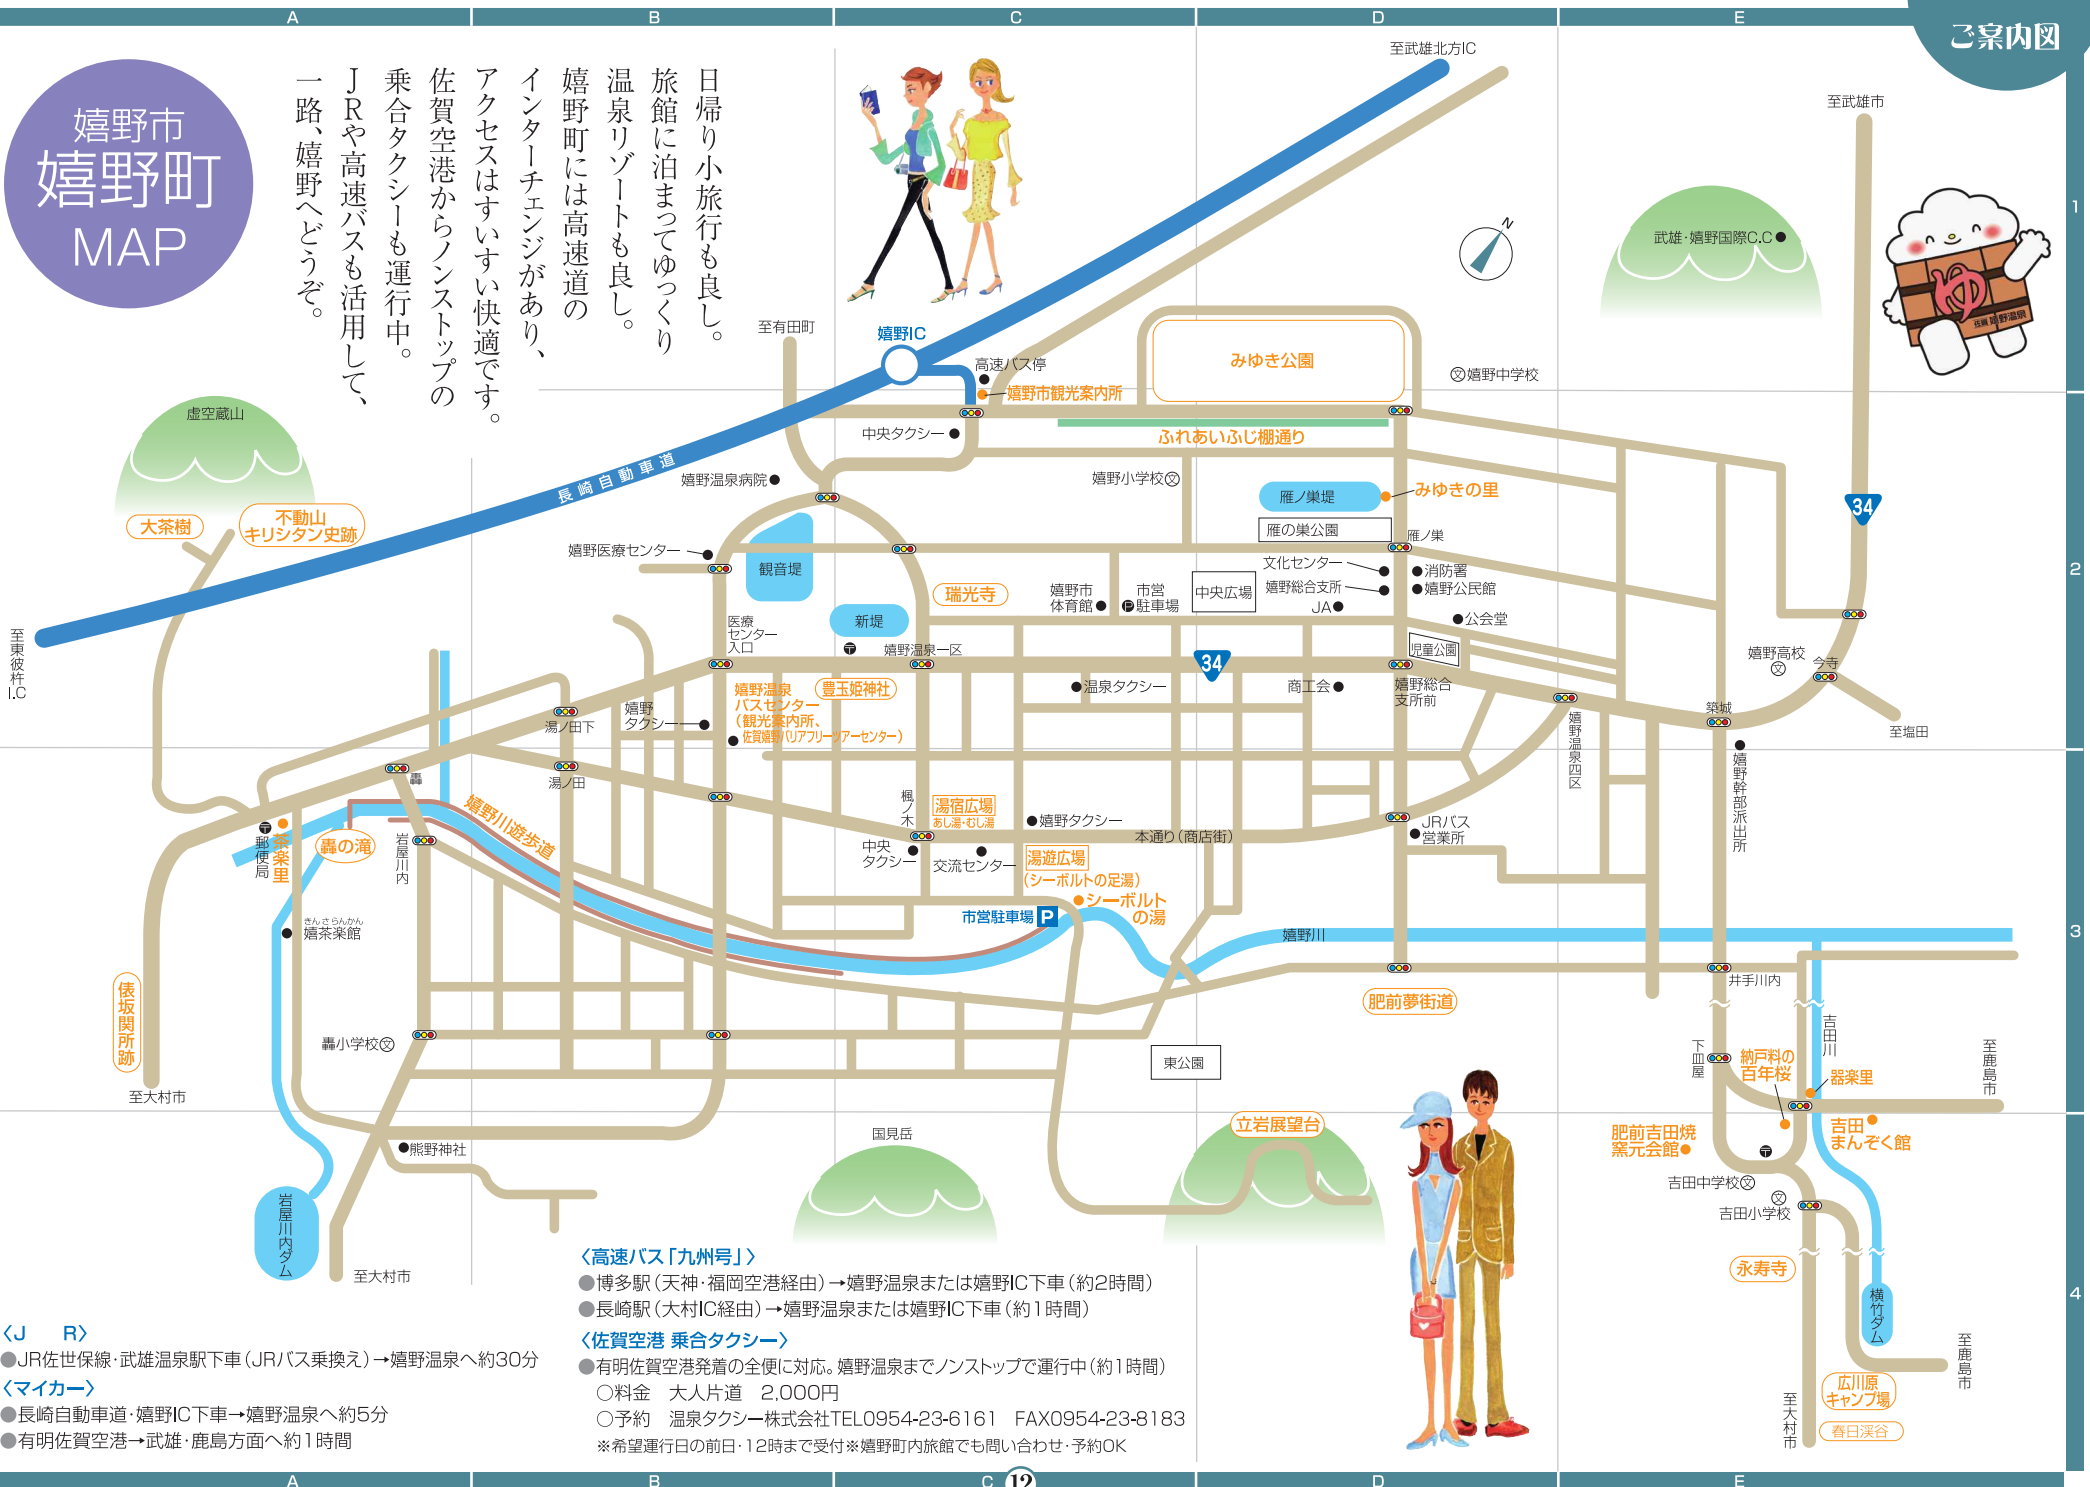 A
B
C
D
E
ご案内図
嬉野市
嬉野町
MAP
日帰り小旅行も良し。
旅館に泊まってゆっくり
温泉リゾートも良し。
嬉野町には高速道の
インターチェンジがあり、
アクセスはすいすい快適です。
佐賀空港からノンストップの
乗合タクシーも運行中。
JRや高速バスも活用して、
一路、嬉野へどうぞ。
至武雄北方IC
至武雄市
N
1
武雄・嬉野国際C.C
ゆ
佐賀 嬉野温泉
至有田町
嬉野IC
高速バス停
嬉野市観光案内所
みゆき公園
嬉野中学校
虚空蔵山
中央タクシー
ふれあいふじ棚通り
長崎自動車道
嬉野温泉病院
嬉野小学校
雁ノ巣堤
みゆきの里
34
大茶樹
不動山
キリシタン史跡
雁の巣公園
雁ノ巣
嬉野医療センター
観音堤
文化センター
消防署
2
瑞光寺
嬉野市
体育館
市営
駐車場
中央広場
嬉野総合支所
嬉野公民館
JA
公会堂
至東彼杵I.C
医療
センター
入口
新堤
嬉野温泉一区
34
児童公園
嬉野高校
今寺
嬉野温泉
バスセンター
(観光案内所、
佐賀嬉野バリアフリーツアーセンター)
豊玉姫神社
温泉タクシー
商工会
嬉野総合
支所前
嬉野
タクシー
湯ノ田下
嬉野温泉四区
築城
至塩田
轟
湯ノ田
嬉野幹部派出所
嬉野川遊歩道
楓ノ木
湯宿広場
あし湯・むし湯
嬉野タクシー
本通り(商店街)
JRバス
営業所
郵便局
茶楽里
轟の滝
岩屋川内
中央
タクシー
交流センター
湯遊広場
(シーボルトの足湯)
シーボルト
の湯
市営駐車場 P
きんさらんかん
嬉茶楽館
嬉野川
3
俵坂関所跡
肥前夢街道
井手川内
吉田川
轟小学校
東公園
下皿屋
納戸料の
百年桜
器楽里
至鹿島市
至大村市
熊野神社
国見岳
立岩展望台
肥前吉田焼
窯元会館
吉田
まんぞく館
吉田中学校
吉田小学校
岩屋川内ダム
至大村市
永寿寺
横竹ダム
4
至鹿島市
広川原
キャンプ場
春日渓谷
至大村市
〈J R〉
●JR佐世保線・武雄温泉駅下車(JRバス乗換え)→嬉野温泉へ約30分
〈マイカー〉
●長崎自動車道・嬉野IC下車→嬉野温泉へ約5分
●有明佐賀空港→武雄・鹿島方面へ約1時間
〈高速バス「九州号」〉
●博多駅(天神・福岡空港経由)→嬉野温泉または嬉野IC下車(約2時間)
●長崎駅(大村IC経由)→嬉野温泉または嬉野IC下車(約1時間)
〈佐賀空港 乗合タクシー〉
●有明佐賀空港発着の全便に対応。嬉野温泉までノンストップで運行中(約1時間)
○料金 大人片道 2,000円
○予約 温泉タクシー株式会社TEL0954-23-6161 FAX0954-23-8183
※希望運行日の前日・12時まで受付※嬉野町内旅館でも問い合わせ・予約OK
A
B
C
12
D
E